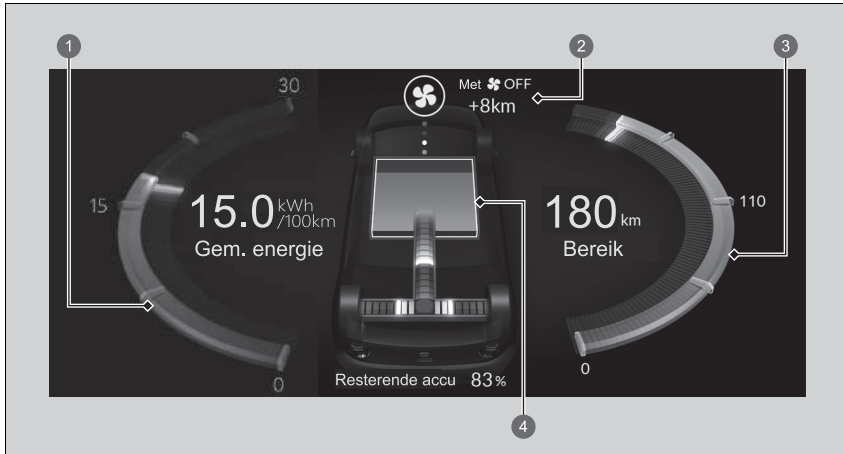 1
2
3
30
Met OFF
+8km
15
15.0 kWh/100km
Gem. energie
180 km
Bereik
110
0
Resterende accu 83%
0
4